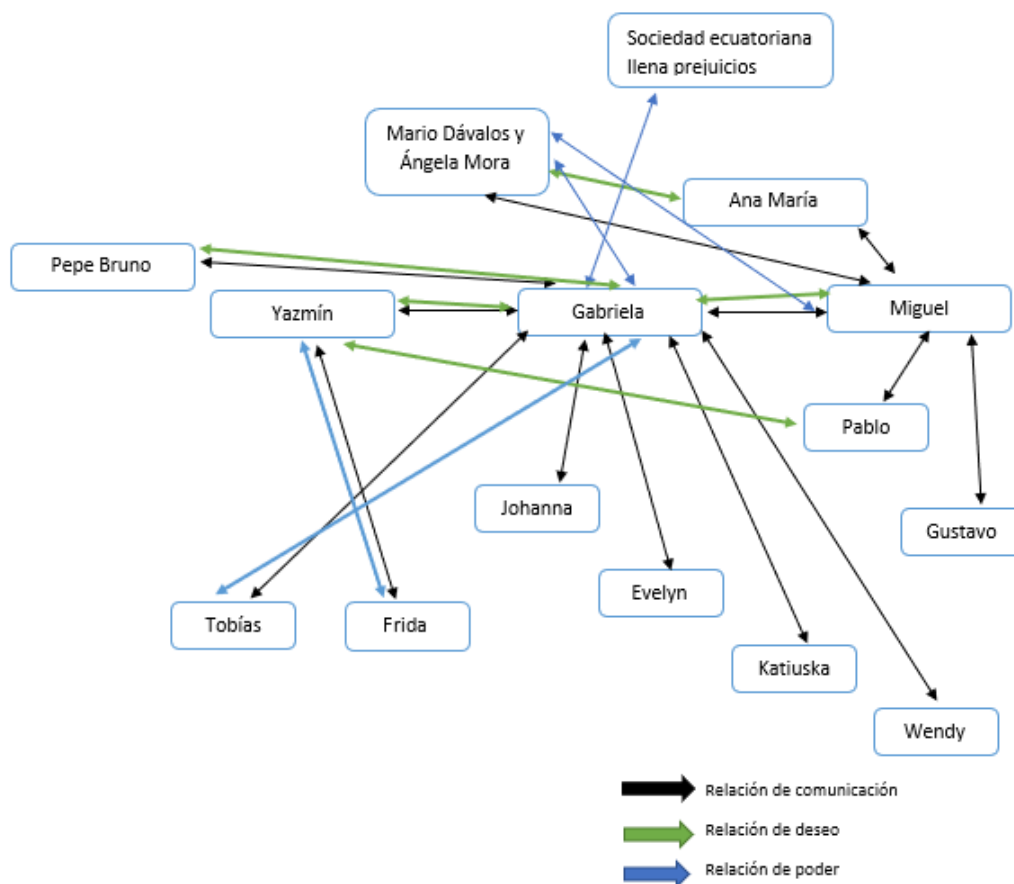 Sociedad ecuatoriana
llena prejuicios
Mario Dávalos y
Ángela Mora
Ana María
Pepe Bruno
Yazmín
Gabriela
Miguel
Pablo
Johanna
Gustavo
Evelyn
Tobías
Frida
Katiuska
Wendy
Relación de comunicación
Relación de deseo
Relación de poder